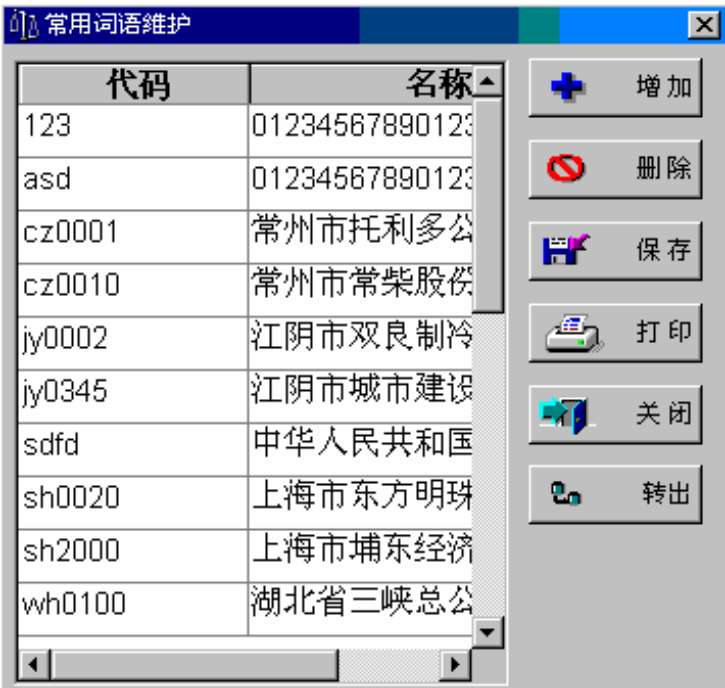 常用词语維护
代码 名称
123 01234567890123
asd 01234567890123
cz0001 常州市托利多公
cz0010 常州市常柴股份
jy0002 江阴市双良制冷
jy0345 江阴市城市建设
sdfd 中华人民共和国
sh0020 上海市东方明珠
sh2000 上海市埔东经济
wh0100 湖北省三峡总公
增加
删除
保存
打印
关闭
转出